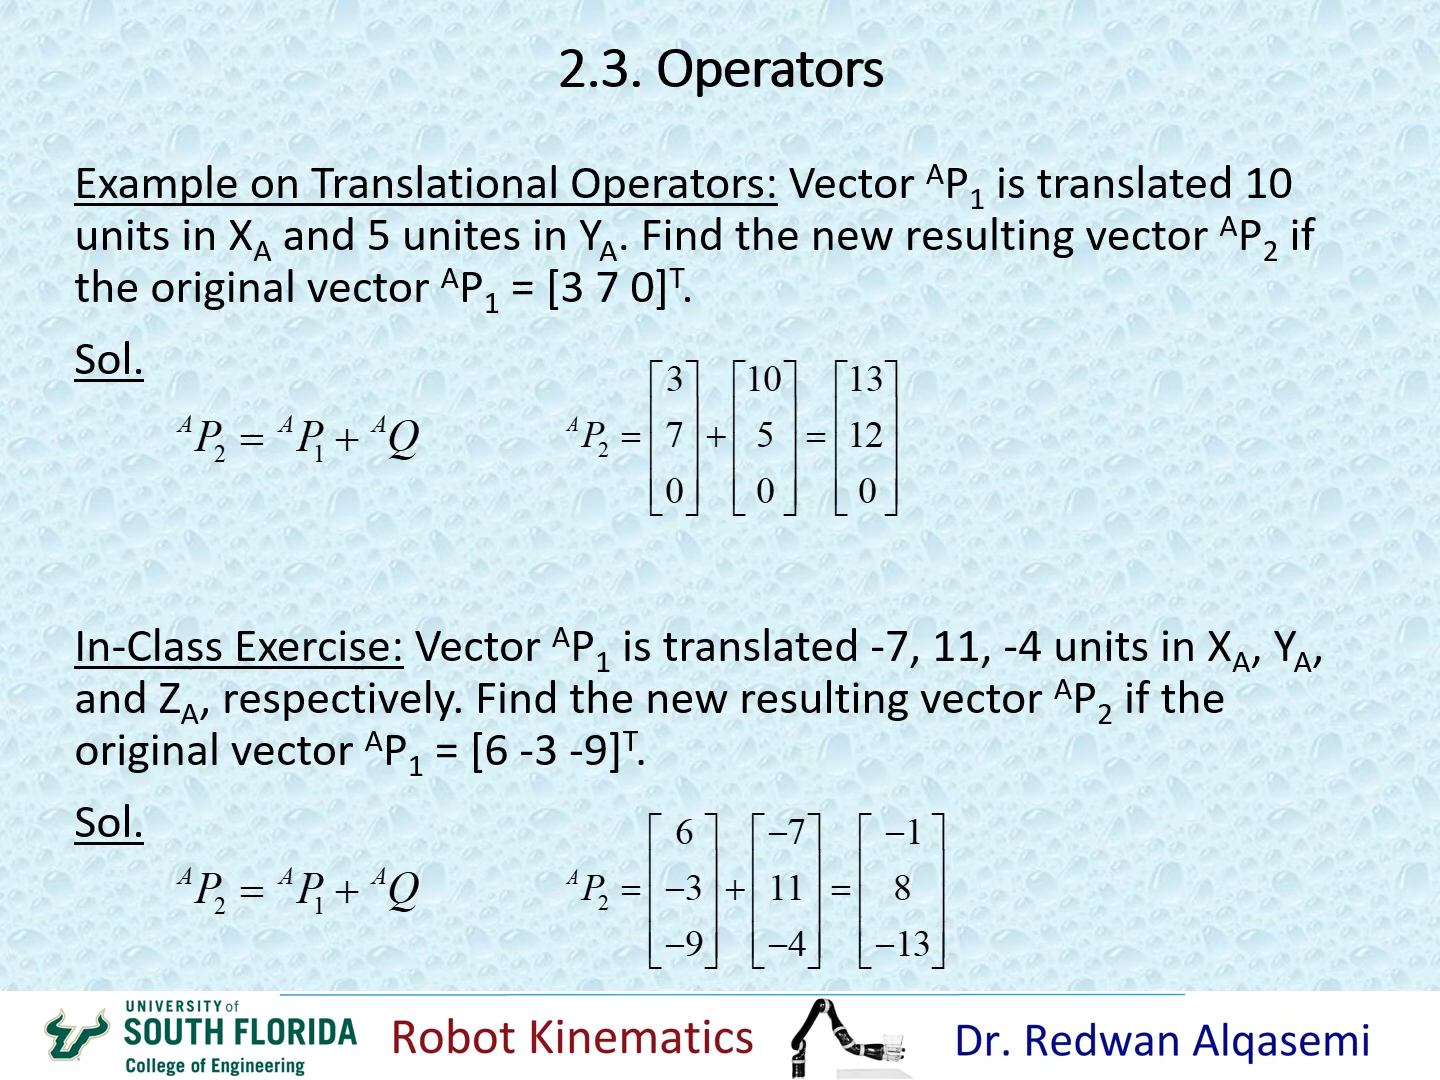 2.3. Operators
Example on Translational Operators: Vector ᴬP₁ is translated 10
units in X_A and 5 unites in Y_A. Find the new resulting vector ᴬP₂ if
the original vector ᴬP₁ = [3 7 0]ᵀ.
Sol.
ᴬP₂ = ᴬP₁ + ᴬQ
ᴬP₂ = [3 7 0] + [10 5 0] = [13 12 0]
In-Class Exercise: Vector ᴬP₁ is translated -7, 11, -4 units in X_A, Y_A,
and Z_A, respectively. Find the new resulting vector ᴬP₂ if the
original vector ᴬP₁ = [6 -3 -9]ᵀ.
Sol.
ᴬP₂ = ᴬP₁ + ᴬQ
ᴬP₂ = [6 −3 −9] + [−7 11 −4] = [−1 8 −13]
UNIVERSITY of
SOUTH FLORIDA
College of Engineering
Robot Kinematics
Dr. Redwan Alqasemi